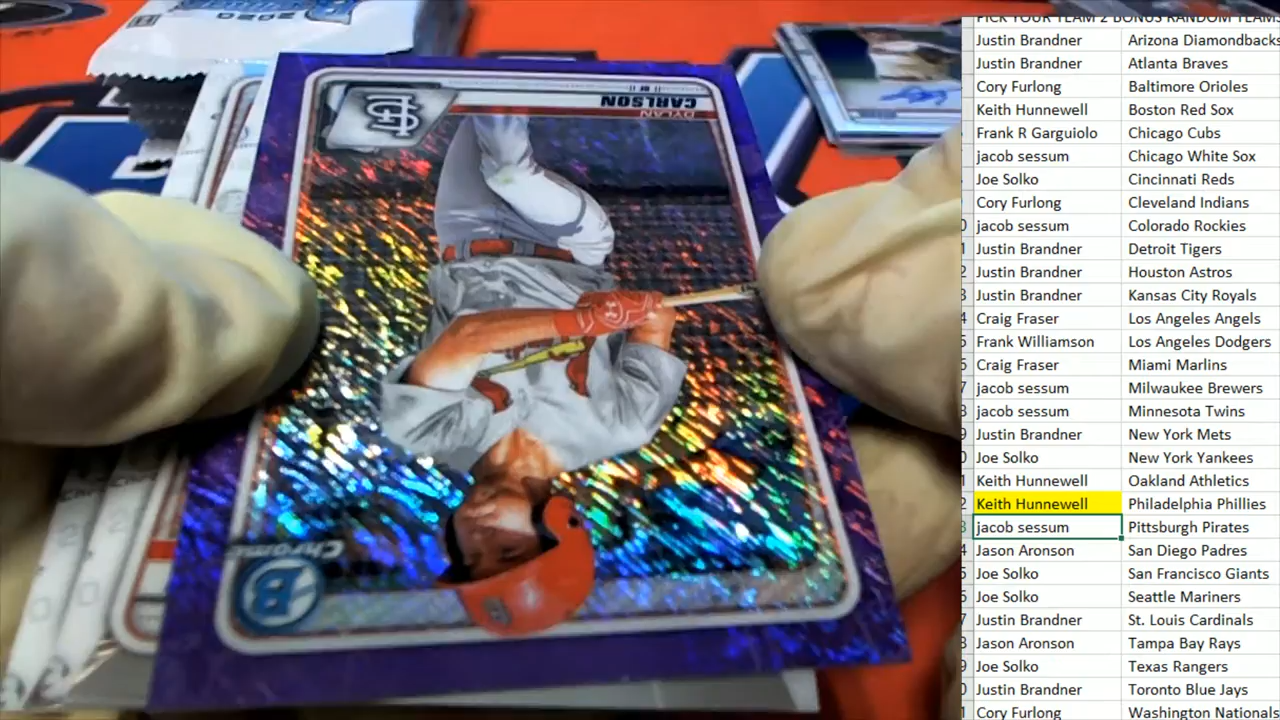 2020
DYLAN
CARLSON
OF
Chrome
B
PICK YOUR TEAM 2 BONUS RANDOM TEAMS
Justin Brandner Arizona Diamondbacks
Justin Brandner Atlanta Braves
Cory Furlong Baltimore Orioles
Keith Hunnewell Boston Red Sox
Frank R Garguiolo Chicago Cubs
jacob sessum Chicago White Sox
Joe Solko Cincinnati Reds
Cory Furlong Cleveland Indians
jacob sessum Colorado Rockies
Justin Brandner Detroit Tigers
Justin Brandner Houston Astros
Justin Brandner Kansas City Royals
Craig Fraser Los Angeles Angels
Frank Williamson Los Angeles Dodgers
Craig Fraser Miami Marlins
jacob sessum Milwaukee Brewers
jacob sessum Minnesota Twins
Justin Brandner New York Mets
Joe Solko New York Yankees
Keith Hunnewell Oakland Athletics
Keith Hunnewell Philadelphia Phillies
jacob sessum Pittsburgh Pirates
Jason Aronson San Diego Padres
Joe Solko San Francisco Giants
Joe Solko Seattle Mariners
Justin Brandner St. Louis Cardinals
Jason Aronson Tampa Bay Rays
Joe Solko Texas Rangers
Justin Brandner Toronto Blue Jays
Cory Furlong Washington Nationals